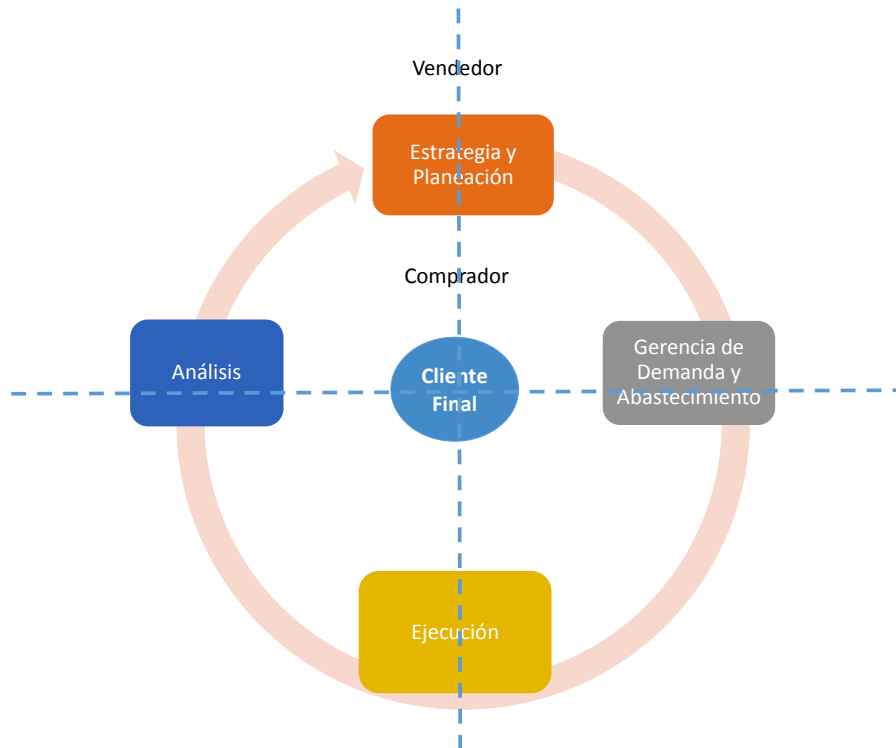 Vendedor
Estrategia y
Planeación
Comprador
Análisis
Cliente
Final
Gerencia de
Demanda y
Abastecimiento
Ejecución